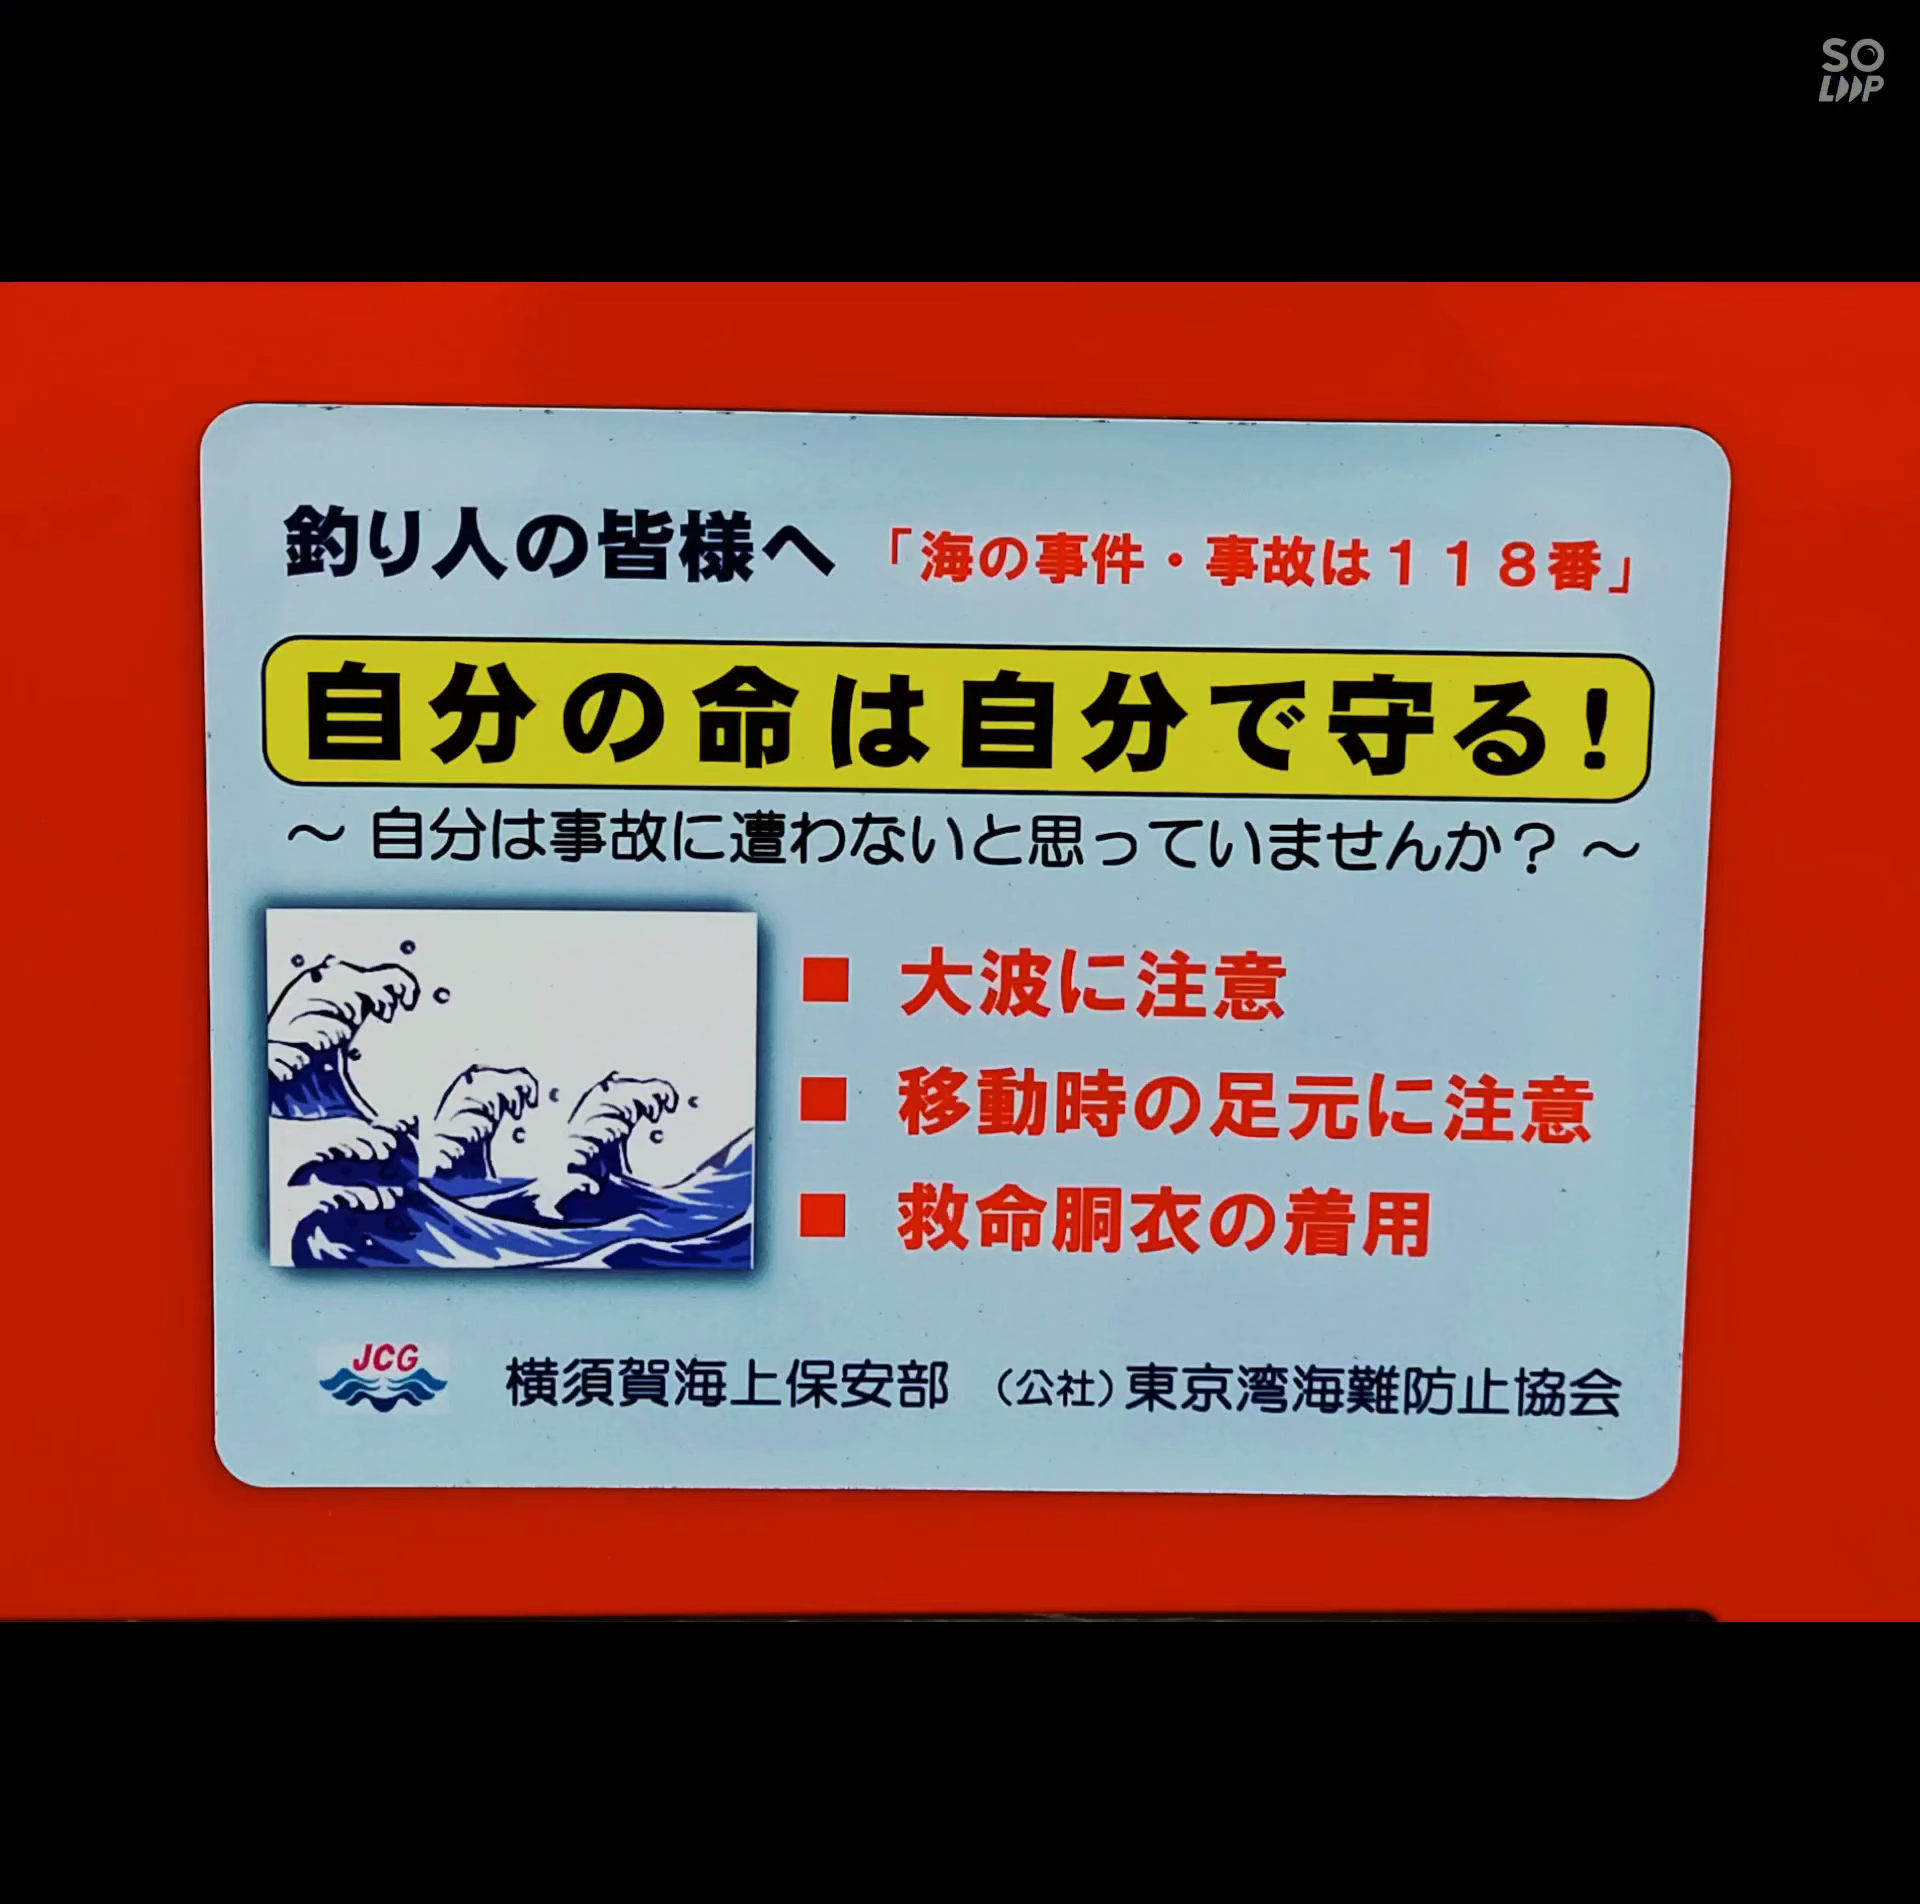 SO
LOOP
釣り人の皆様へ 「海の事件・事故は118番」
自分の命は自分で守る!
～ 自分は事故に遭わないと思っていませんか？ ～
■ 大波に注意
■ 移動時の足元に注意
■ 救命胴衣の着用
JCG
横須賀海上保安部 （公社）東京湾海難防止協会